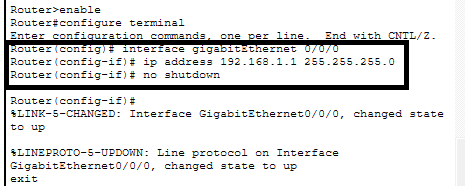 Router>enable
Router#configure terminal
Enter configuration commands, one per line.  End with CNTL/Z.
Router(config)# interface gigabitEthernet 0/0/0
Router(config-if)# ip address 192.168.1.1 255.255.255.0
Router(config-if)# no shutdown
Router(config-if)#
%LINK-5-CHANGED: Interface GigabitEthernet0/0/0, changed state
to up
%LINEPROTO-5-UPDOWN: Line protocol on Interface
GigabitEthernet0/0/0, changed state to up
exit